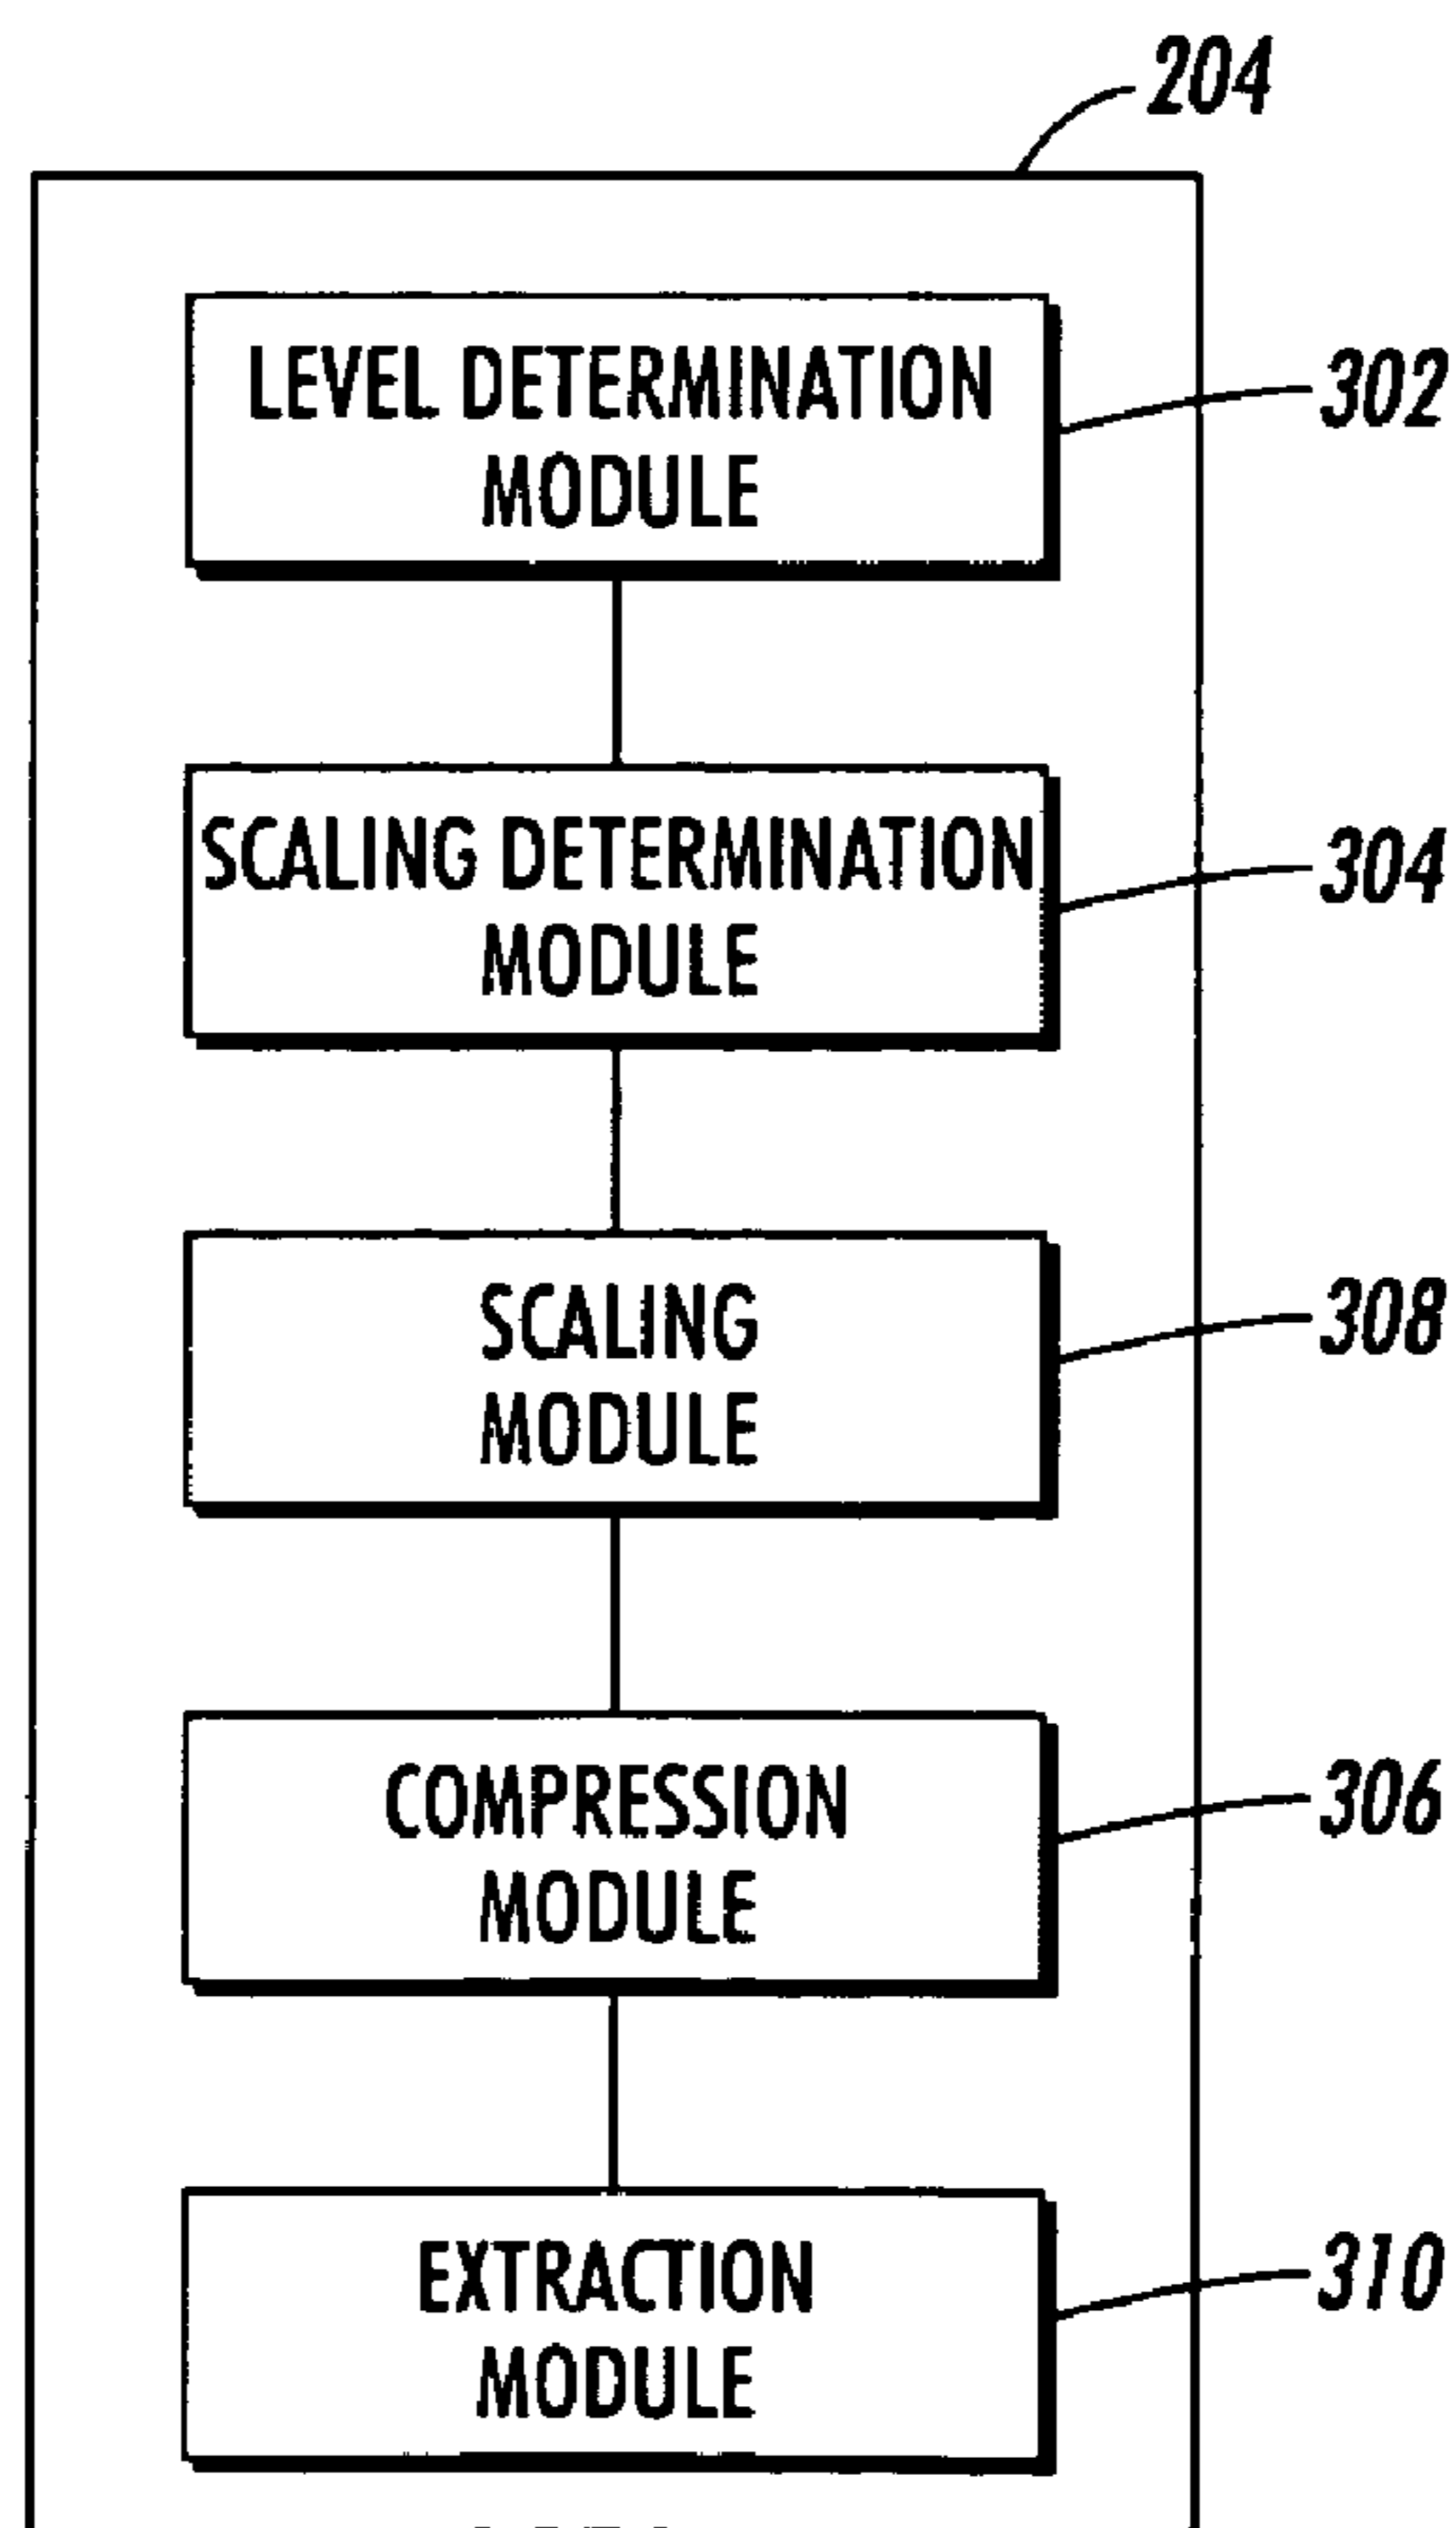 204
LEVEL DETERMINATION
MODULE
302
SCALING DETERMINATION
MODULE
304
SCALING
MODULE
308
COMPRESSION
MODULE
306
EXTRACTION
MODULE
310